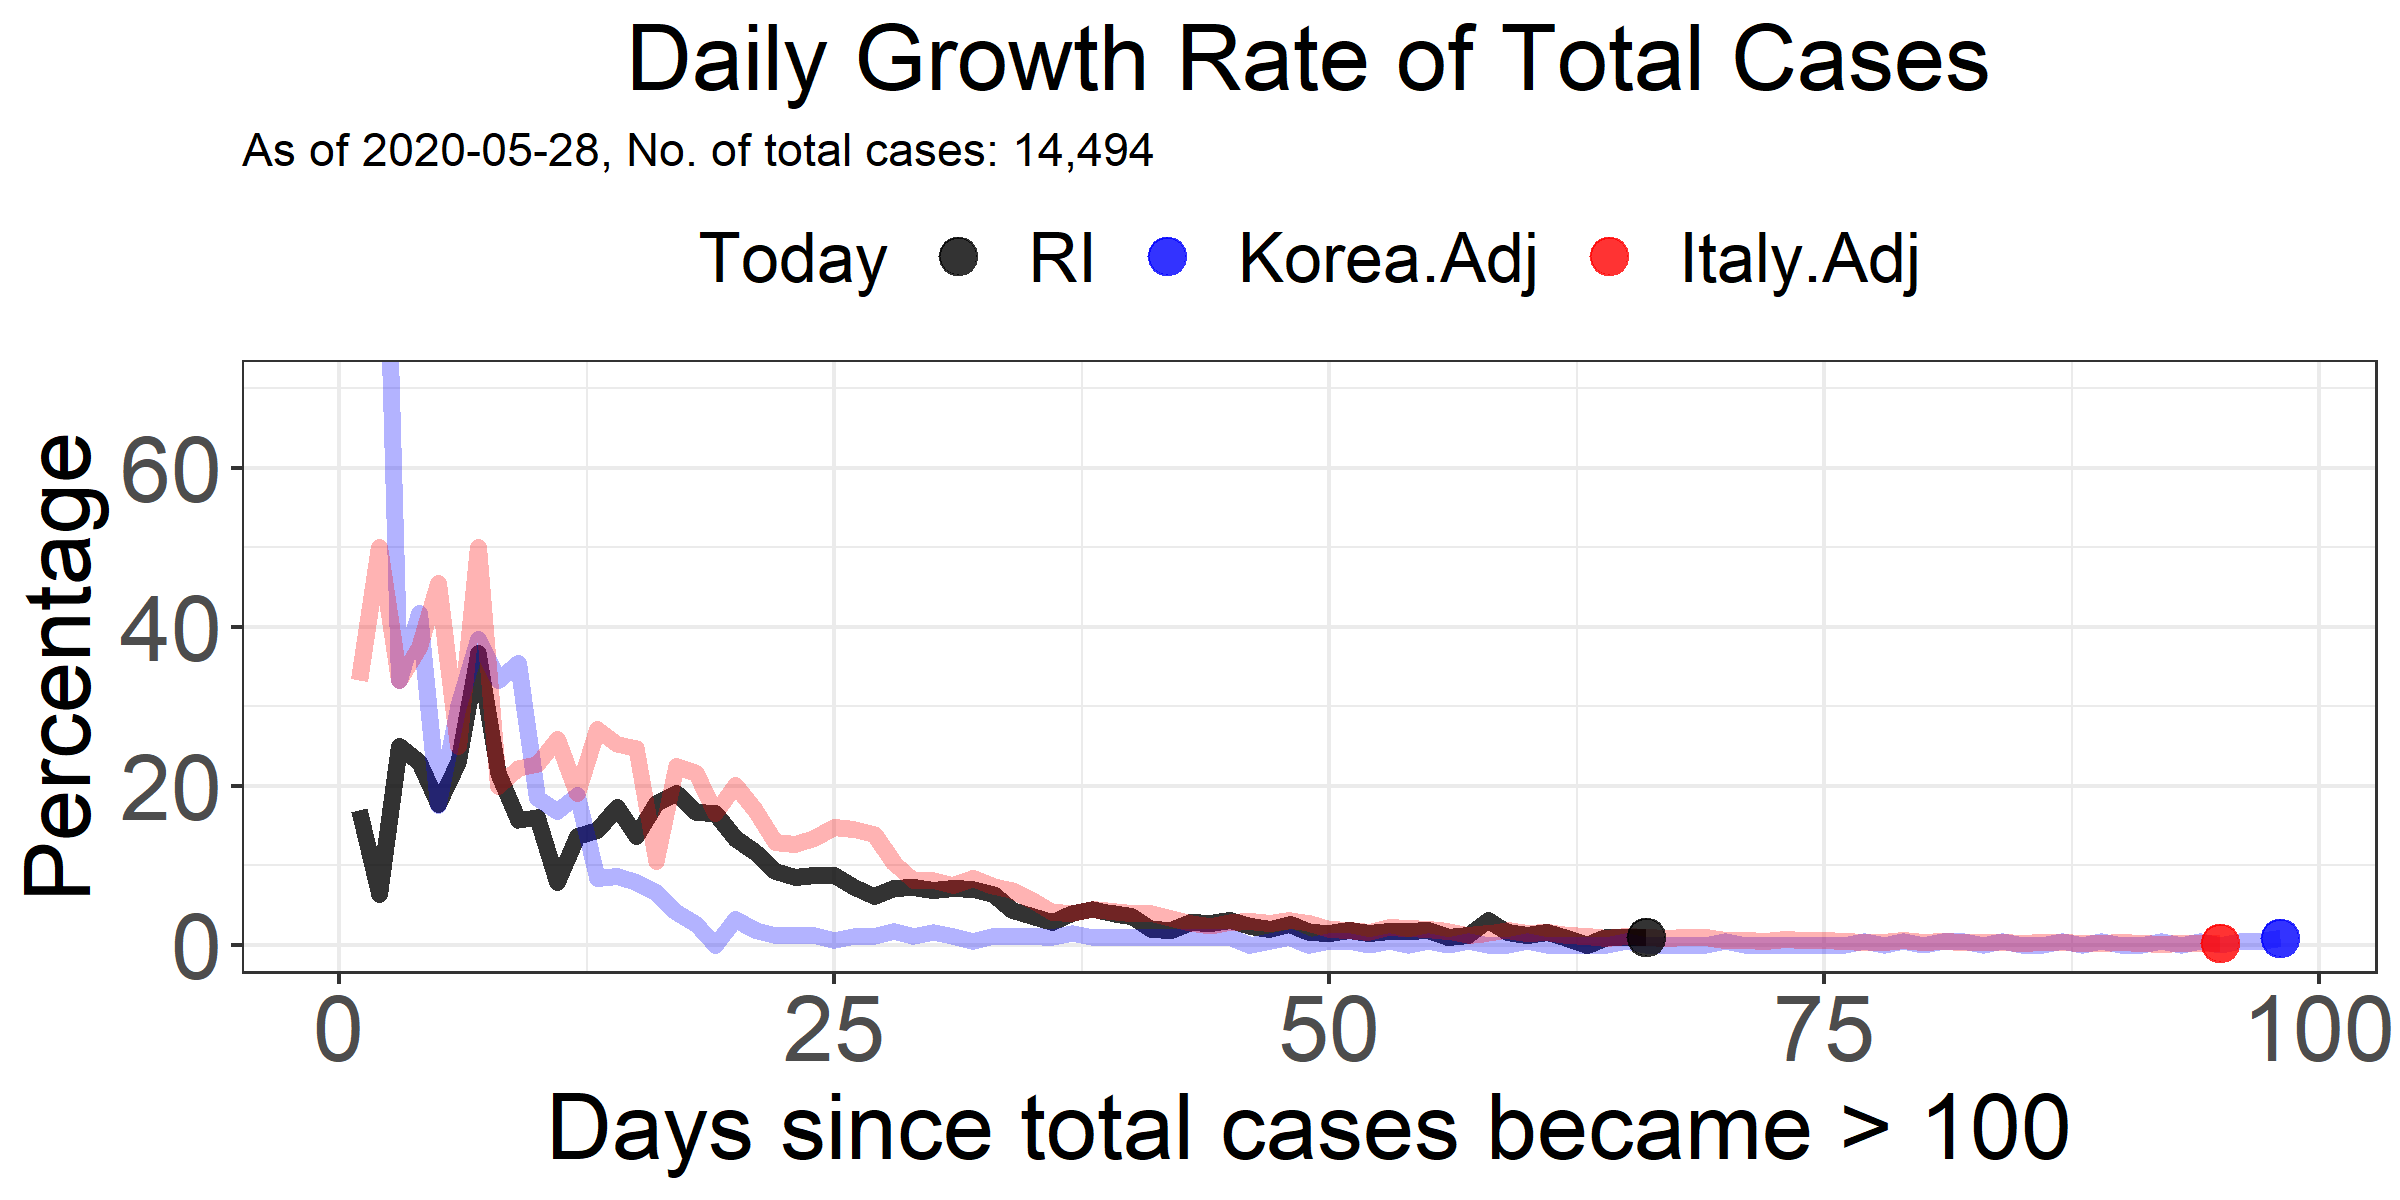 Daily Growth Rate of Total Cases
As of 2020-05-28, No. of total cases: 14,494
Today RI Korea.Adj Italy.Adj
Percentage
60
40
20
0
0 25 50 75 100
Days since total cases became > 100